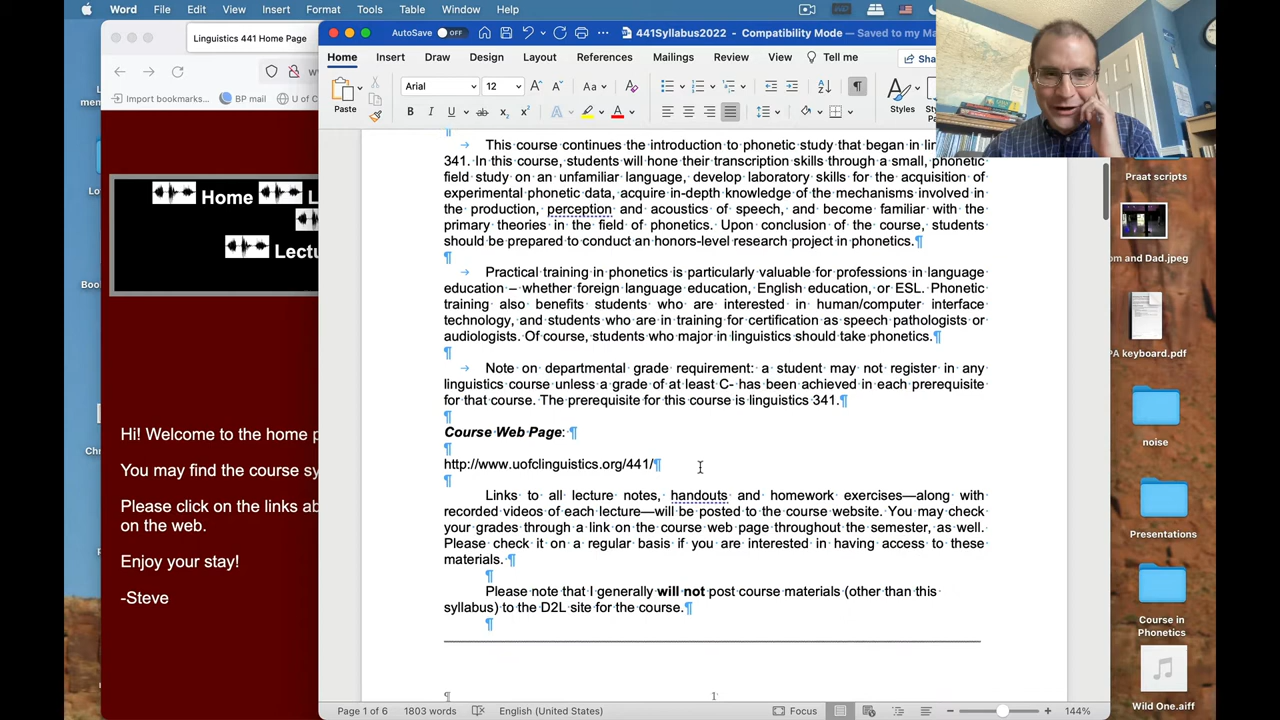 Word File Edit View Insert Format Tools Table Window Help
Linguistics 441 Home Page
AutoSave OFF
441Syllabus2022 - Compatibility Mode — Saved to my Ma
Home Insert Draw Design Layout References Mailings Review View Tell me
Sha
Import bookmarks... BP mail U of C
Paste
Arial 12
Styles
Home L
Lectu
Hi! Welcome to the home p
You may find the course sy
Please click on the links ab
on the web.
Enjoy your stay!
-Steve
This course continues the introduction to phonetic study that began in lin
341. In this course, students will hone their transcription skills through a small, phonetic
field study on an unfamiliar language, develop laboratory skills for the acquisition of
experimental phonetic data, acquire in-depth knowledge of the mechanisms involved in
the production, perception and acoustics of speech, and become familiar with the
primary theories in the field of phonetics. Upon conclusion of the course, students
should be prepared to conduct an honors-level research project in phonetics.¶
¶
Practical training in phonetics is particularly valuable for professions in language
education – whether foreign language education, English education, or ESL. Phonetic
training also benefits students who are interested in human/computer interface
technology, and students who are in training for certification as speech pathologists or
audiologists. Of course, students who major in linguistics should take phonetics.¶
¶
Note on departmental grade requirement: a student may not register in any
linguistics course unless a grade of at least C- has been achieved in each prerequisite
for that course. The prerequisite for this course is linguistics 341.¶
¶
Course Web Page: ¶
¶
http://www.uofclinguistics.org/441/¶
¶
Links to all lecture notes, handouts and homework exercises—along with
recorded videos of each lecture—will be posted to the course website. You may check
your grades through a link on the course web page throughout the semester, as well.
Please check it on a regular basis if you are interested in having access to these
materials. ¶
¶
Please note that I generally will not post course materials (other than this
syllabus) to the D2L site for the course.¶
¶
¶ 1
Page 1 of 6 1803 words English (United States) Focus 144%
Praat scripts
om and Dad.jpeg
PA keyboard.pdf
noise
Presentations
Course in
Phonetics
Wild One.aiff